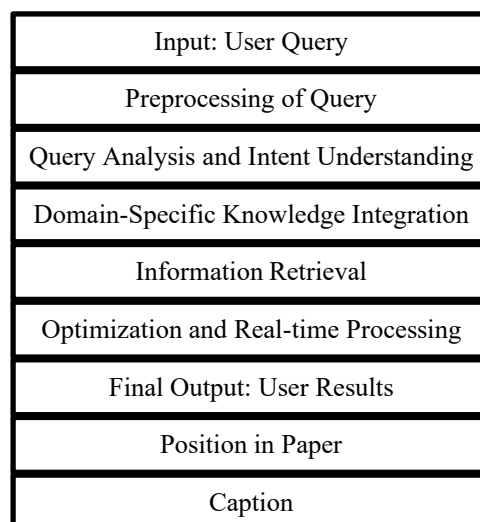 Input: User Query
Preprocessing of Query
Query Analysis and Intent Understanding
Domain-Specific Knowledge Integration
Information Retrieval
Optimization and Real-time Processing
Final Output: User Results
Position in Paper
Caption